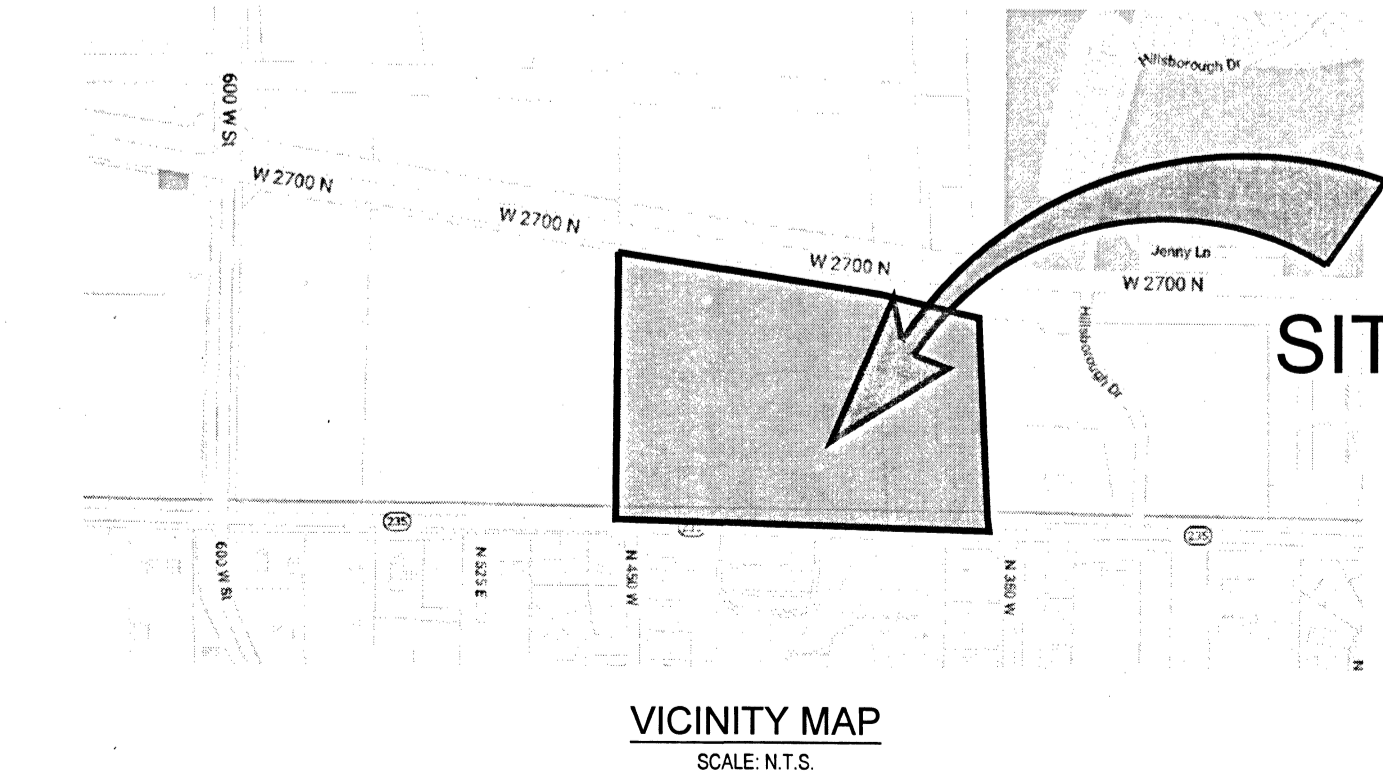 Hillsborough Dr
600 W St
W 2700 N
W 2700 N
W 2700 N
Jenny Ln
W 2700 N
Hillsborough Dr
SIT
235
235
600 W St
N 525 E
N 450 W
N 350 W
N
VICINITY MAP
SCALE: N.T.S.